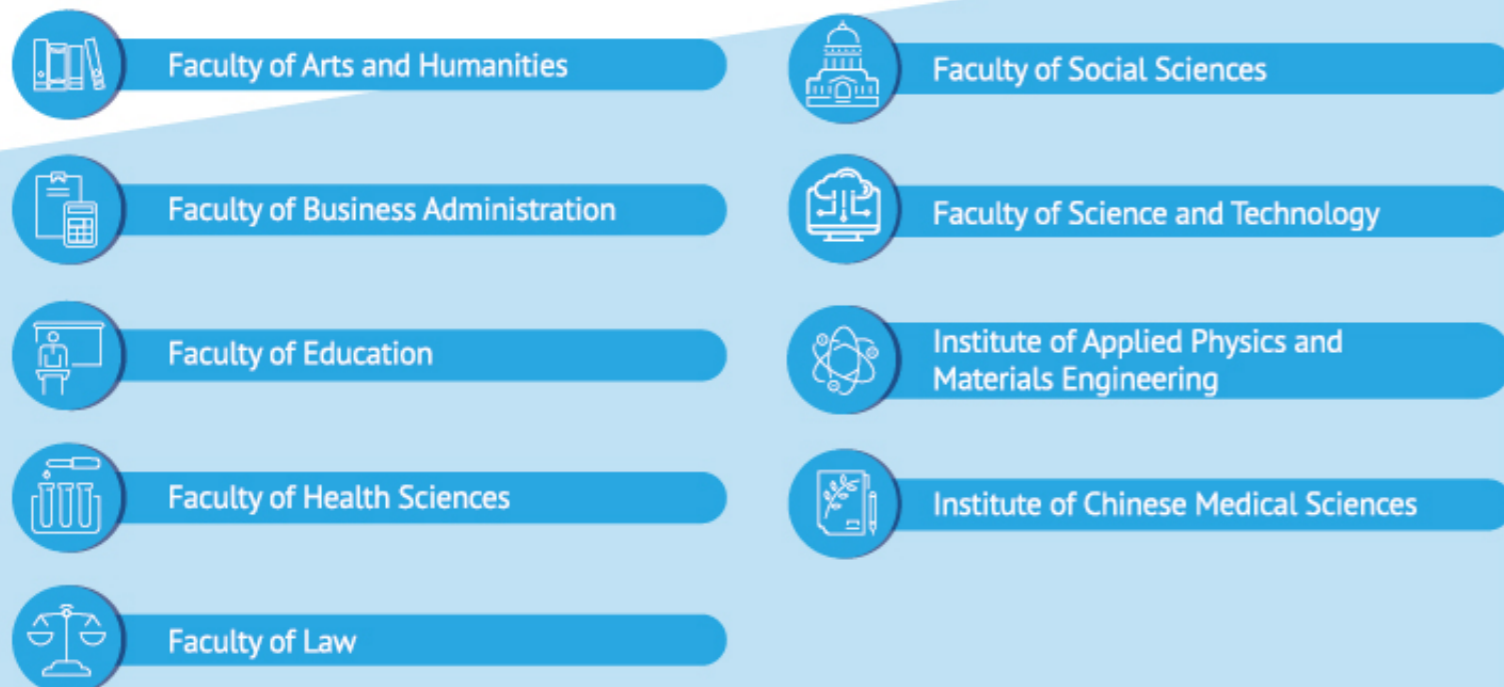 Faculty of Arts and Humanities
Faculty of Business Administration
Faculty of Education
Faculty of Health Sciences
Faculty of Law
Faculty of Social Sciences
Faculty of Science and Technology
Institute of Applied Physics and
Materials Engineering
Institute of Chinese Medical Sciences